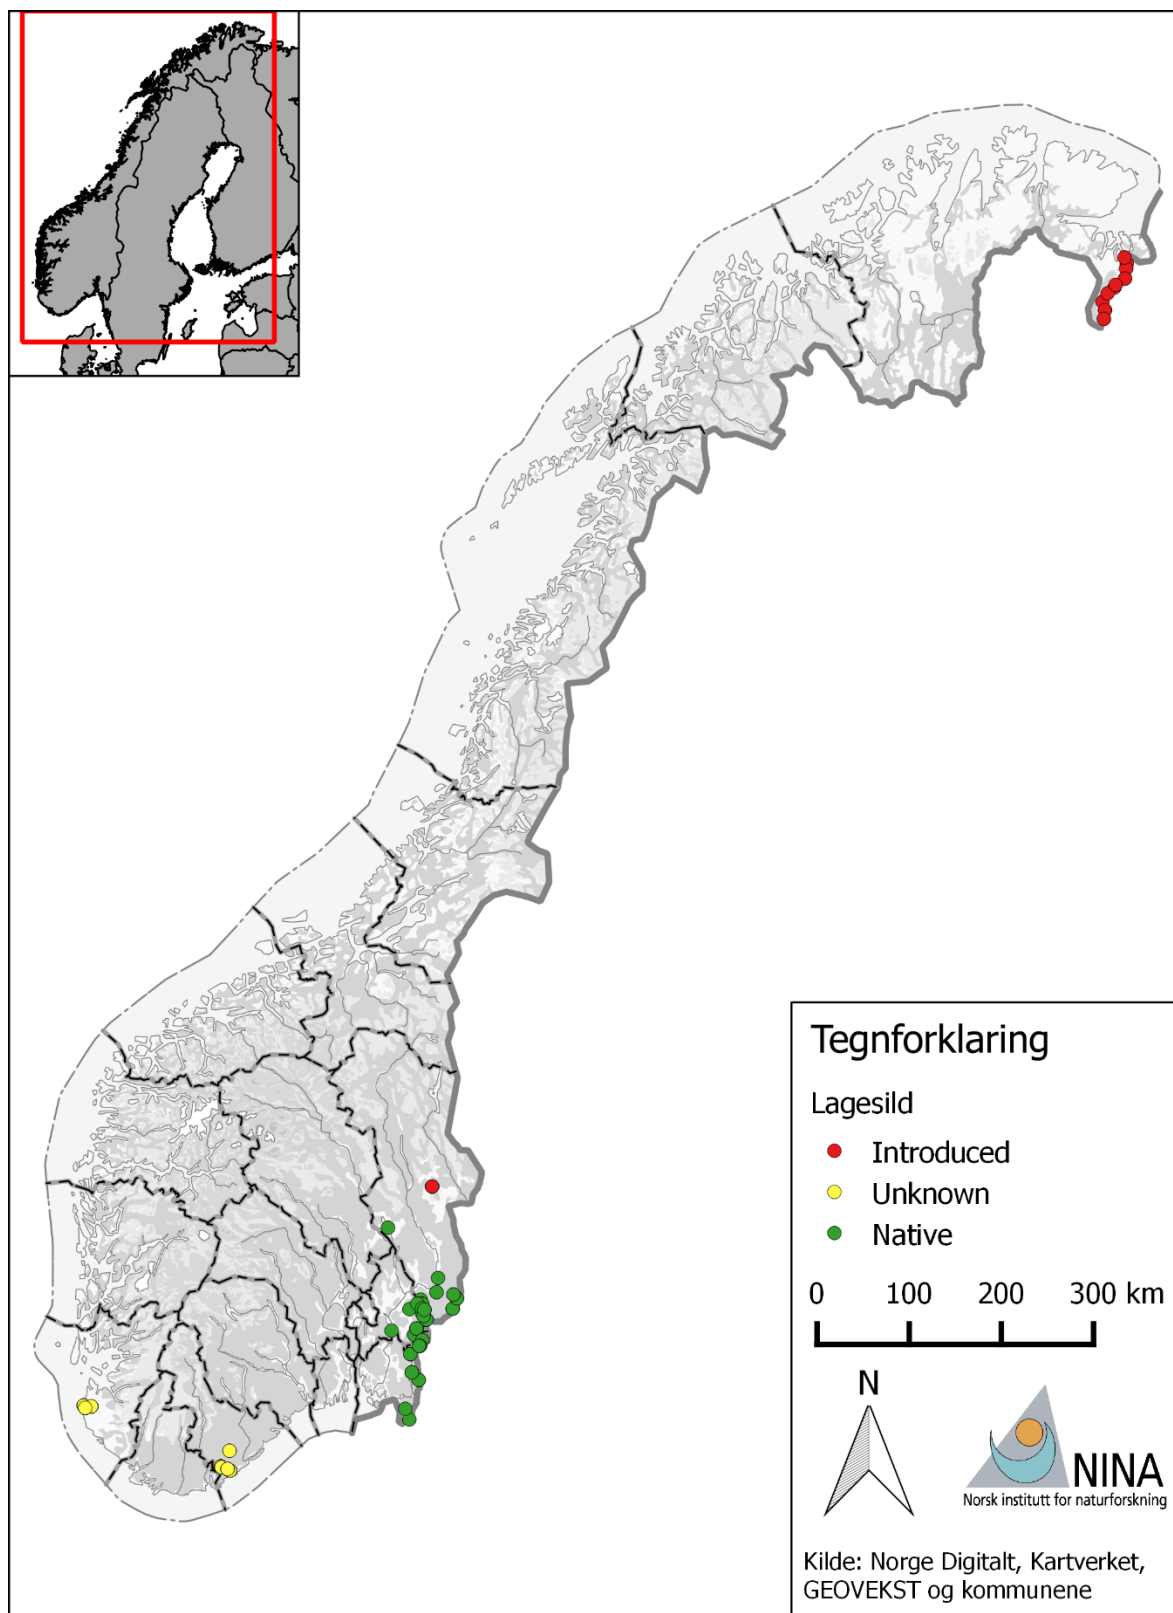 Tegnforklaring
Lagesild
Introduced
Unknown
Native
0 100 200 300 km
N
NINA
Norsk institutt for naturforskning
Kilde: Norge Digitalt, Kartverket,
GEOVEKST og kommunene